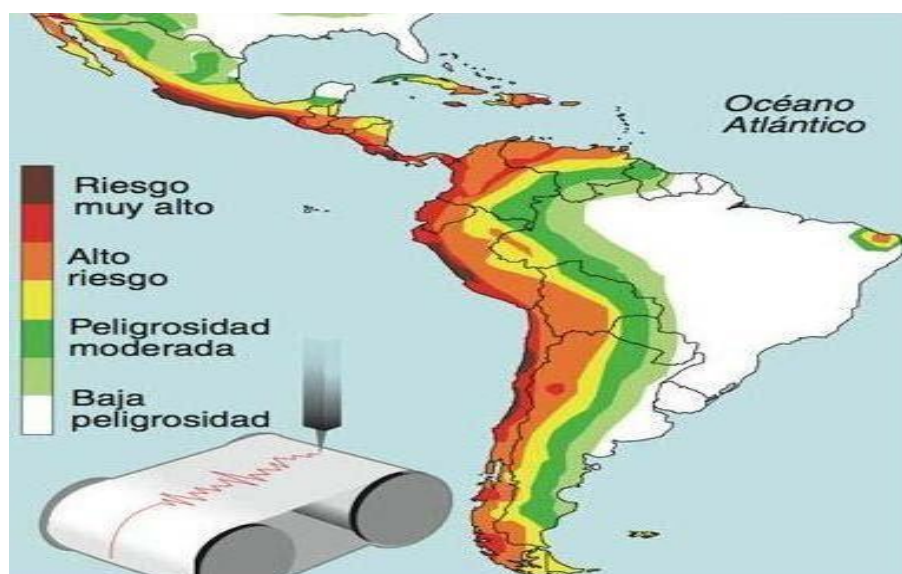 Océano
Atlántico
Riesgo
muy alto
Alto
riesgo
Peligrosidad
moderada
Baja
peligrosidad